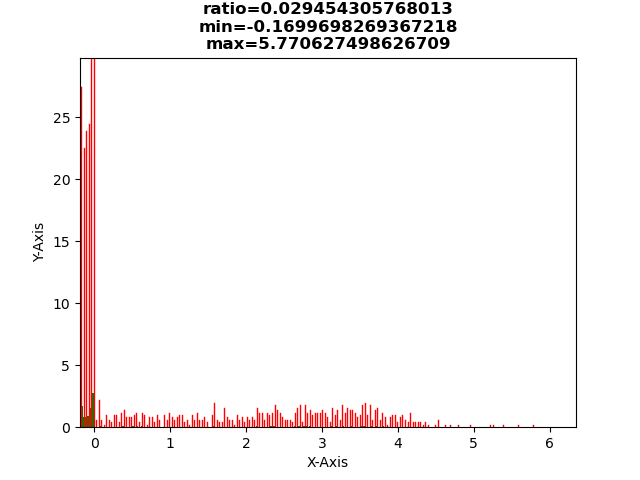 ratio=0.029454305768013
min=-0.1699698269367218
max=5.770627498626709
25
20
15
10
5
0
Y-Axis
0 1 2 3 4 5 6
X-Axis